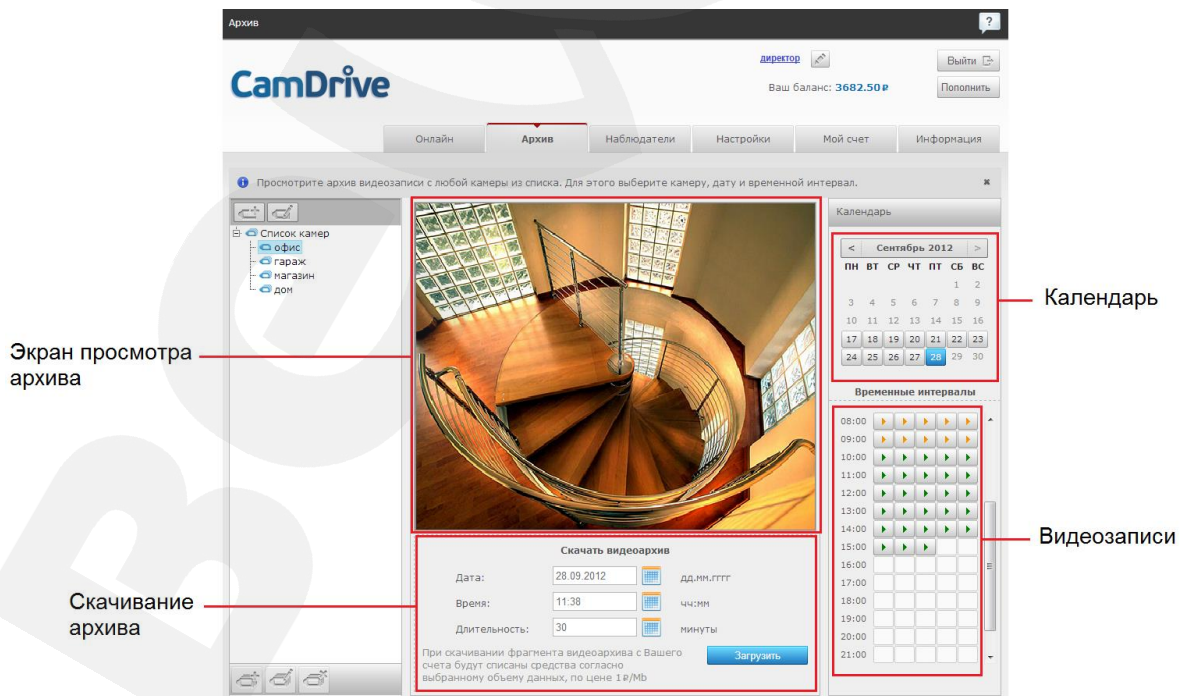 Архив
?
CamDrive
директор
Выйти
Ваш баланс: 3682.50 ₽
Пополнить
Онлайн
Архив
Наблюдатели
Настройки
Мой счет
Информация
Просмотрите архив видеозаписи с любой камеры из списка. Для этого выберите камеру, дату и временной интервал.
Список камер
офис
гараж
магазин
дом
Экран просмотра
архива
Календарь
< Сентябрь 2012 >
ПН ВТ СР ЧТ ПТ СБ ВС
1 2
3 4 5 6 7 8 9
10 11 12 13 14 15 16
17 18 19 20 21 22 23
24 25 26 27 28 29 30
Календарь
Временные интервалы
08:00
09:00
10:00
11:00
12:00
13:00
14:00
15:00
16:00
17:00
18:00
19:00
20:00
21:00
Видеозаписи
Скачивание
архива
Скачать видеоархив
Дата: 28.09.2012 дд.мм.гггг
Время: 11:38 чч:мм
Длительность: 30 минуты
При скачивании фрагмента видеоархива с Вашего
счета будут списаны средства согласно
выбранному объему данных, по цене 1₽/Mb
Загрузить